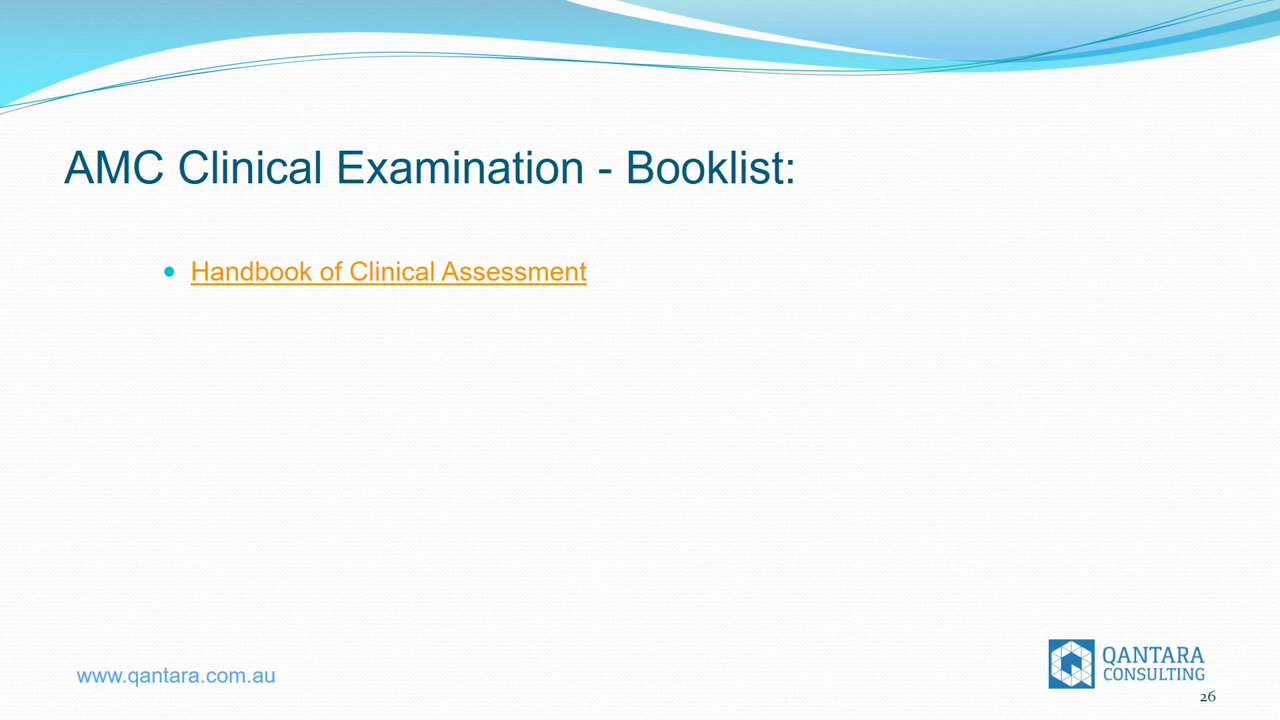 AMC Clinical Examination - Booklist:
• Handbook of Clinical Assessment
www.qantara.com.au
QANTARA
CONSULTING
26